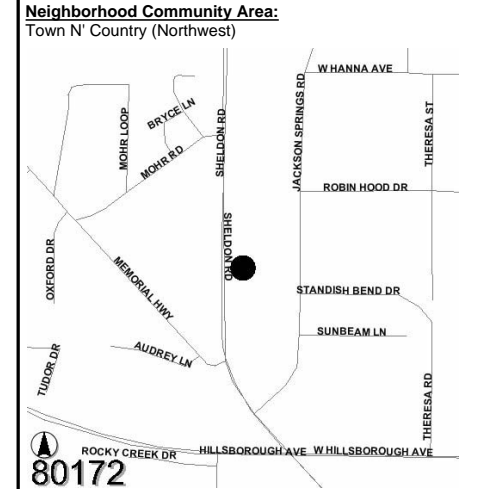 Neighborhood Community Area:
Town N' Country (Northwest)
W HANNA AVE
JACKSON SPRINGS RD
THERESA ST
BRYCE LN
MOHR LOOP
SHELDON RD
MOHR RD
ROBIN HOOD DR
SHELDON RD
OXFORD DR
MEMORIAL HWY
STANDISH BEND DR
SUNBEAM LN
AUDREY LN
TUDOR DR
THERESA RD
ROCKY CREEK DR
HILLSBOROUGH AVE
W HILLSBOROUGH AVE
80172